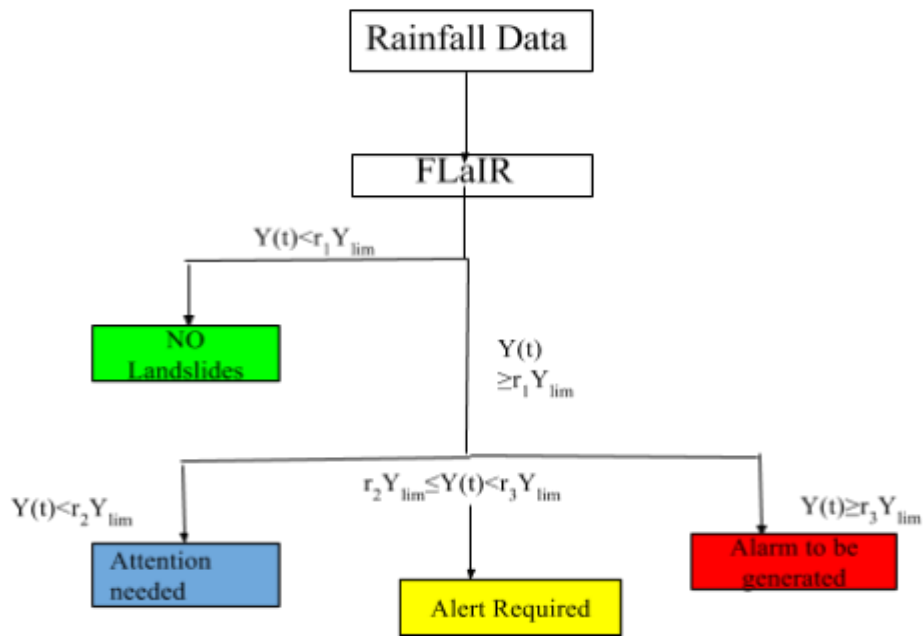 Rainfall Data
FLaIR
Y(t)<r₁Yₗᵢₘ
NO
Landslides
Y(t)
≥r₁Yₗᵢₘ
Y(t)<r₂Yₗᵢₘ
r₂Yₗᵢₘ≤Y(t)<r₃Yₗᵢₘ
Y(t)≥r₃Yₗᵢₘ
Attention
needed
Alert Required
Alarm to be
generated